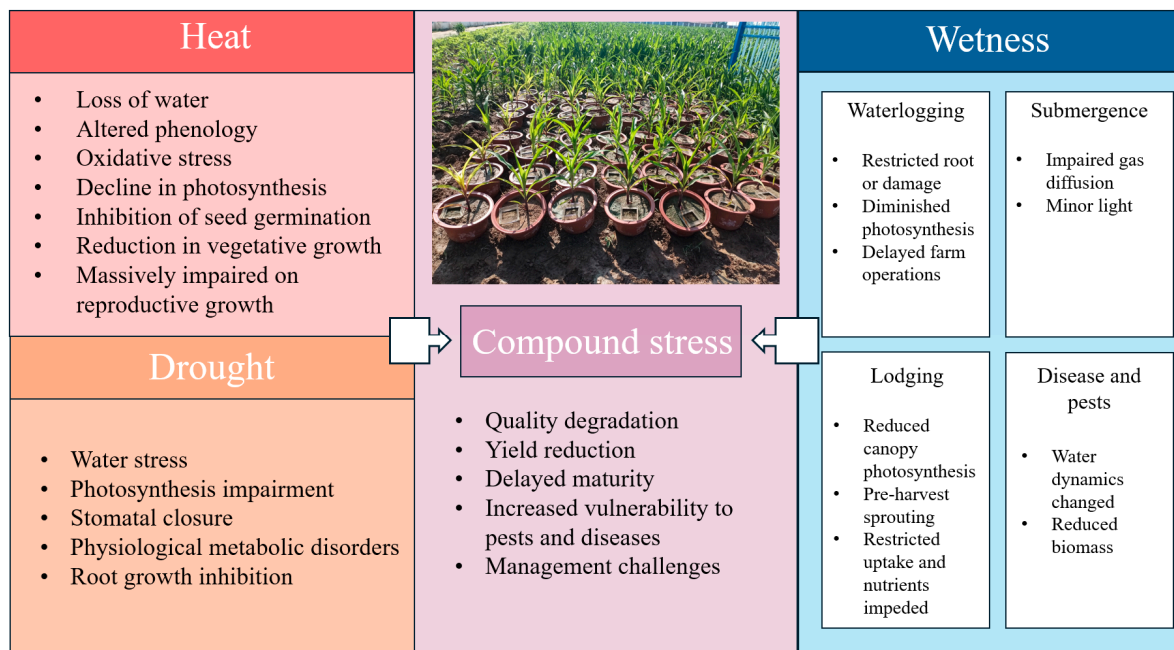 Heat
• Loss of water
• Altered phenology
• Oxidative stress
• Decline in photosynthesis
• Inhibition of seed germination
• Reduction in vegetative growth
• Massively impaired on
reproductive growth
Drought
• Water stress
• Photosynthesis impairment
• Stomatal closure
• Physiological metabolic disorders
• Root growth inhibition
Compound stress
• Quality degradation
• Yield reduction
• Delayed maturity
• Increased vulnerability to
pests and diseases
• Management challenges
Wetness
Waterlogging
• Restricted root
or damage
• Diminished
photosynthesis
• Delayed farm
operations
Submergence
• Impaired gas
diffusion
• Minor light
Lodging
• Reduced
canopy
photosynthesis
• Pre-harvest
sprouting
• Restricted
uptake and
nutrients
impeded
Disease and
pests
• Water
dynamics
changed
• Reduced
biomass